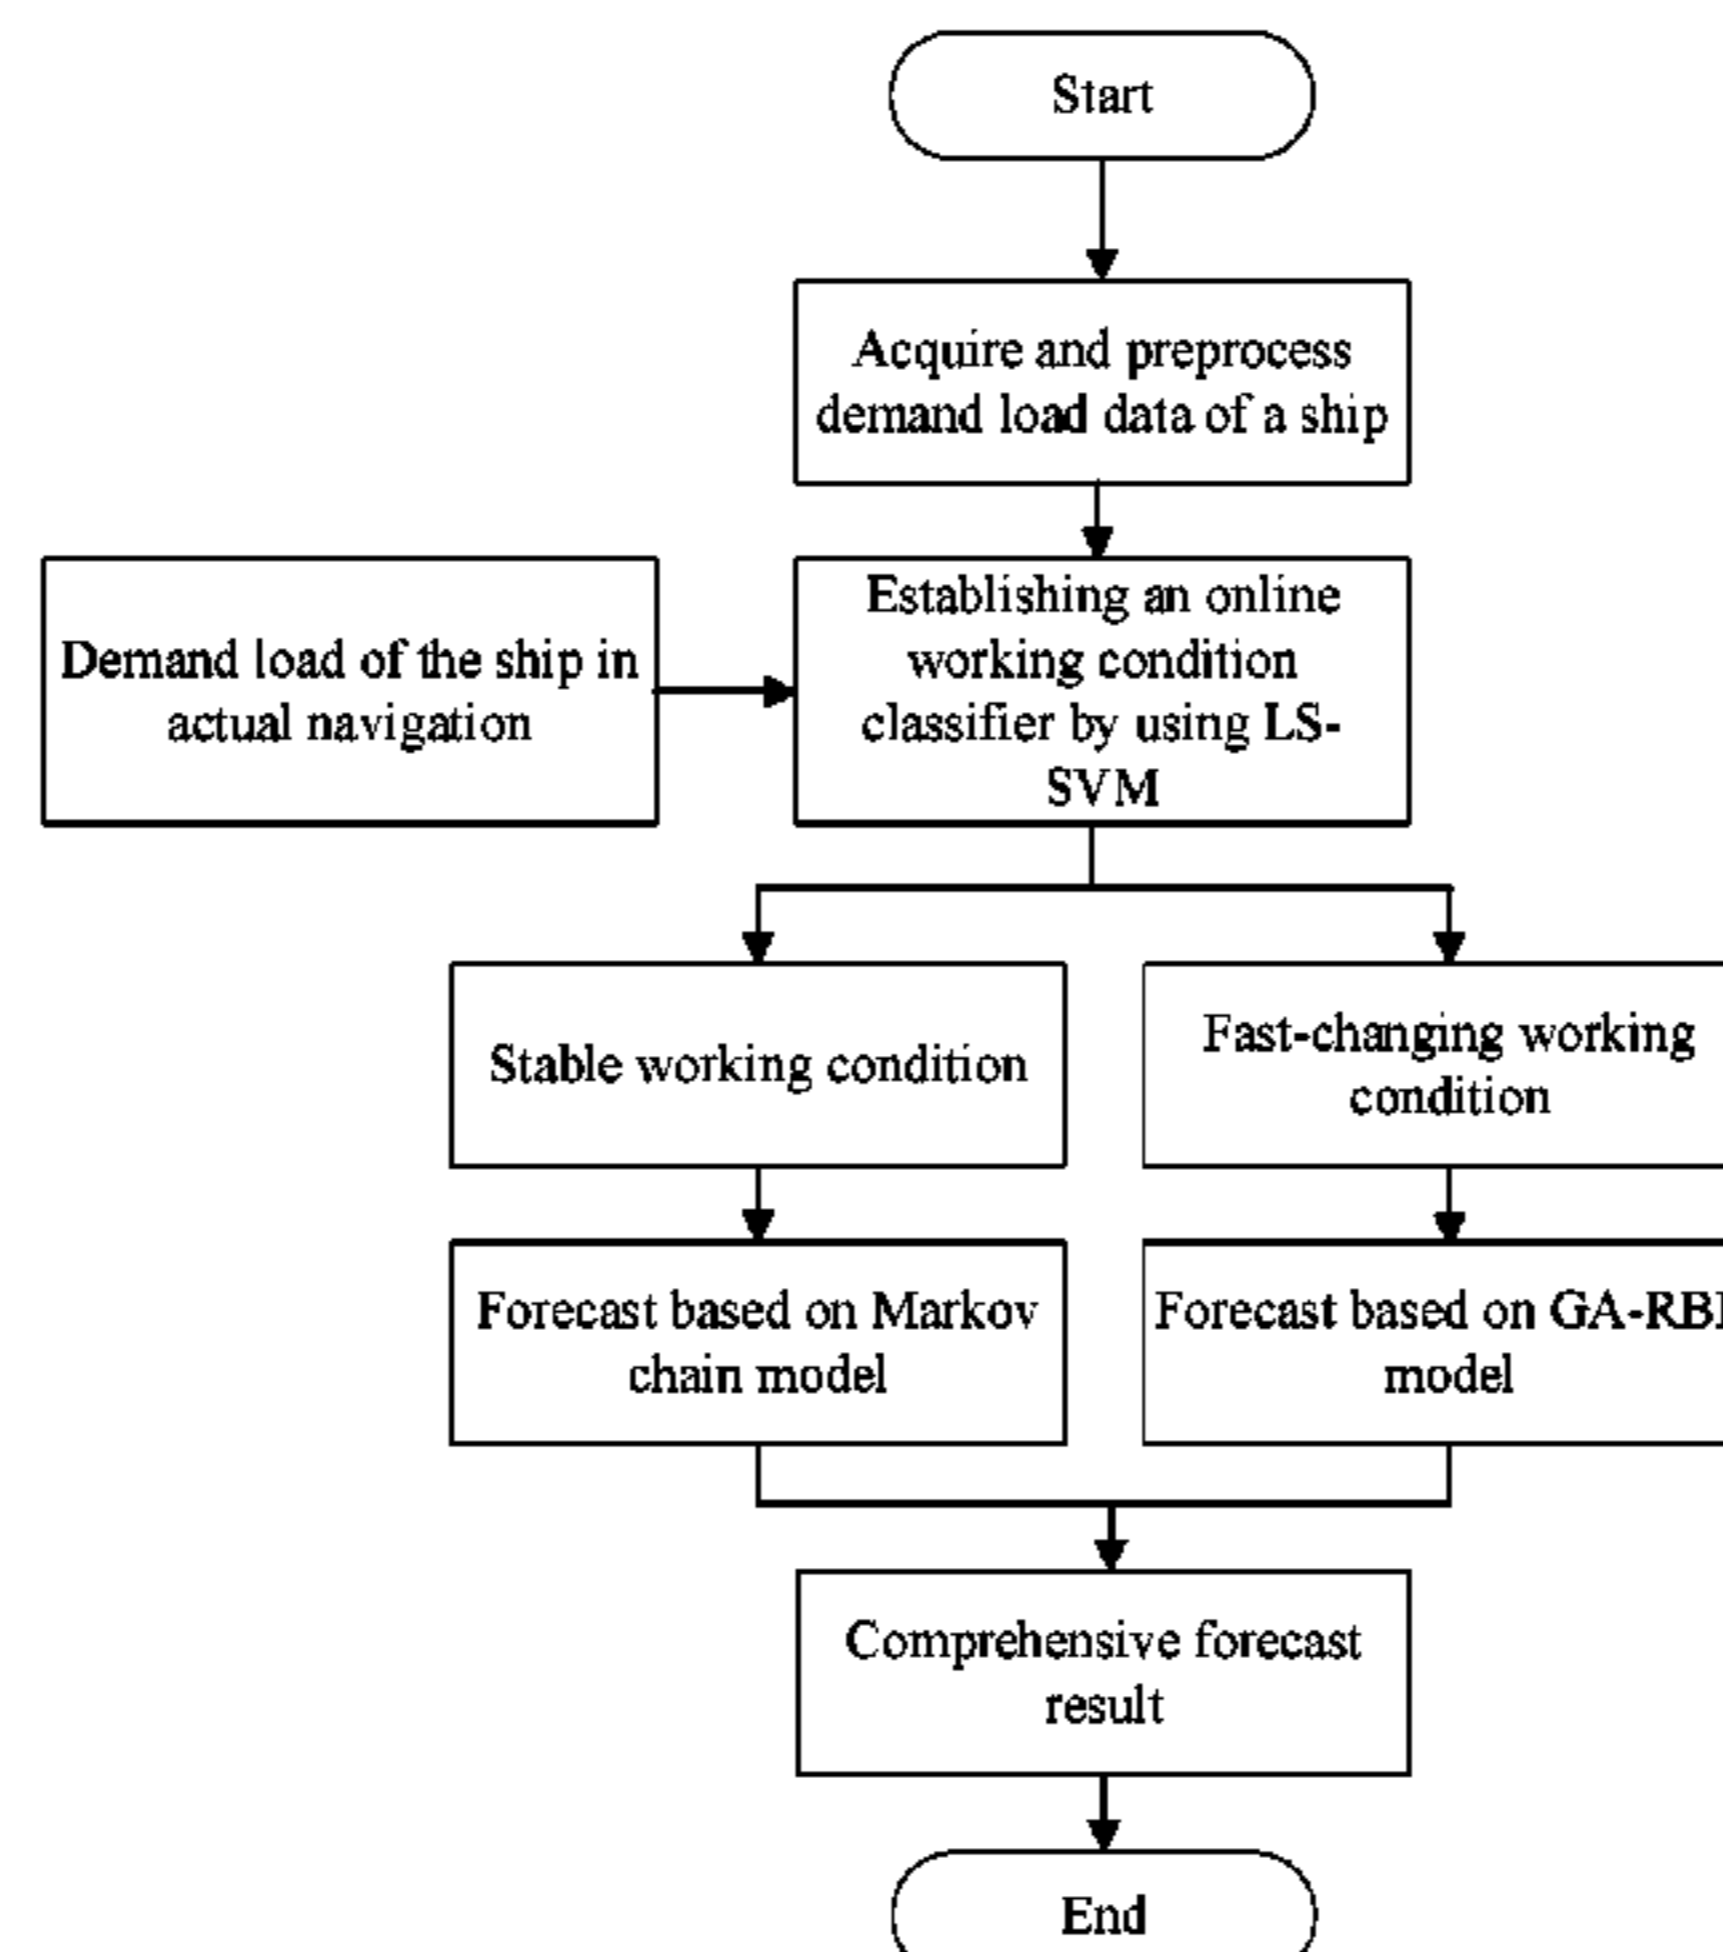 Start
Acquire and preprocess
demand load data of a ship
Demand load of the ship in
actual navigation
Establishing an online
working condition
classifier by using LS-
SVM
Stable working condition
Fast-changing working
condition
Forecast based on Markov
chain model
Forecast based on
model
Comprehensive forecast
result
End